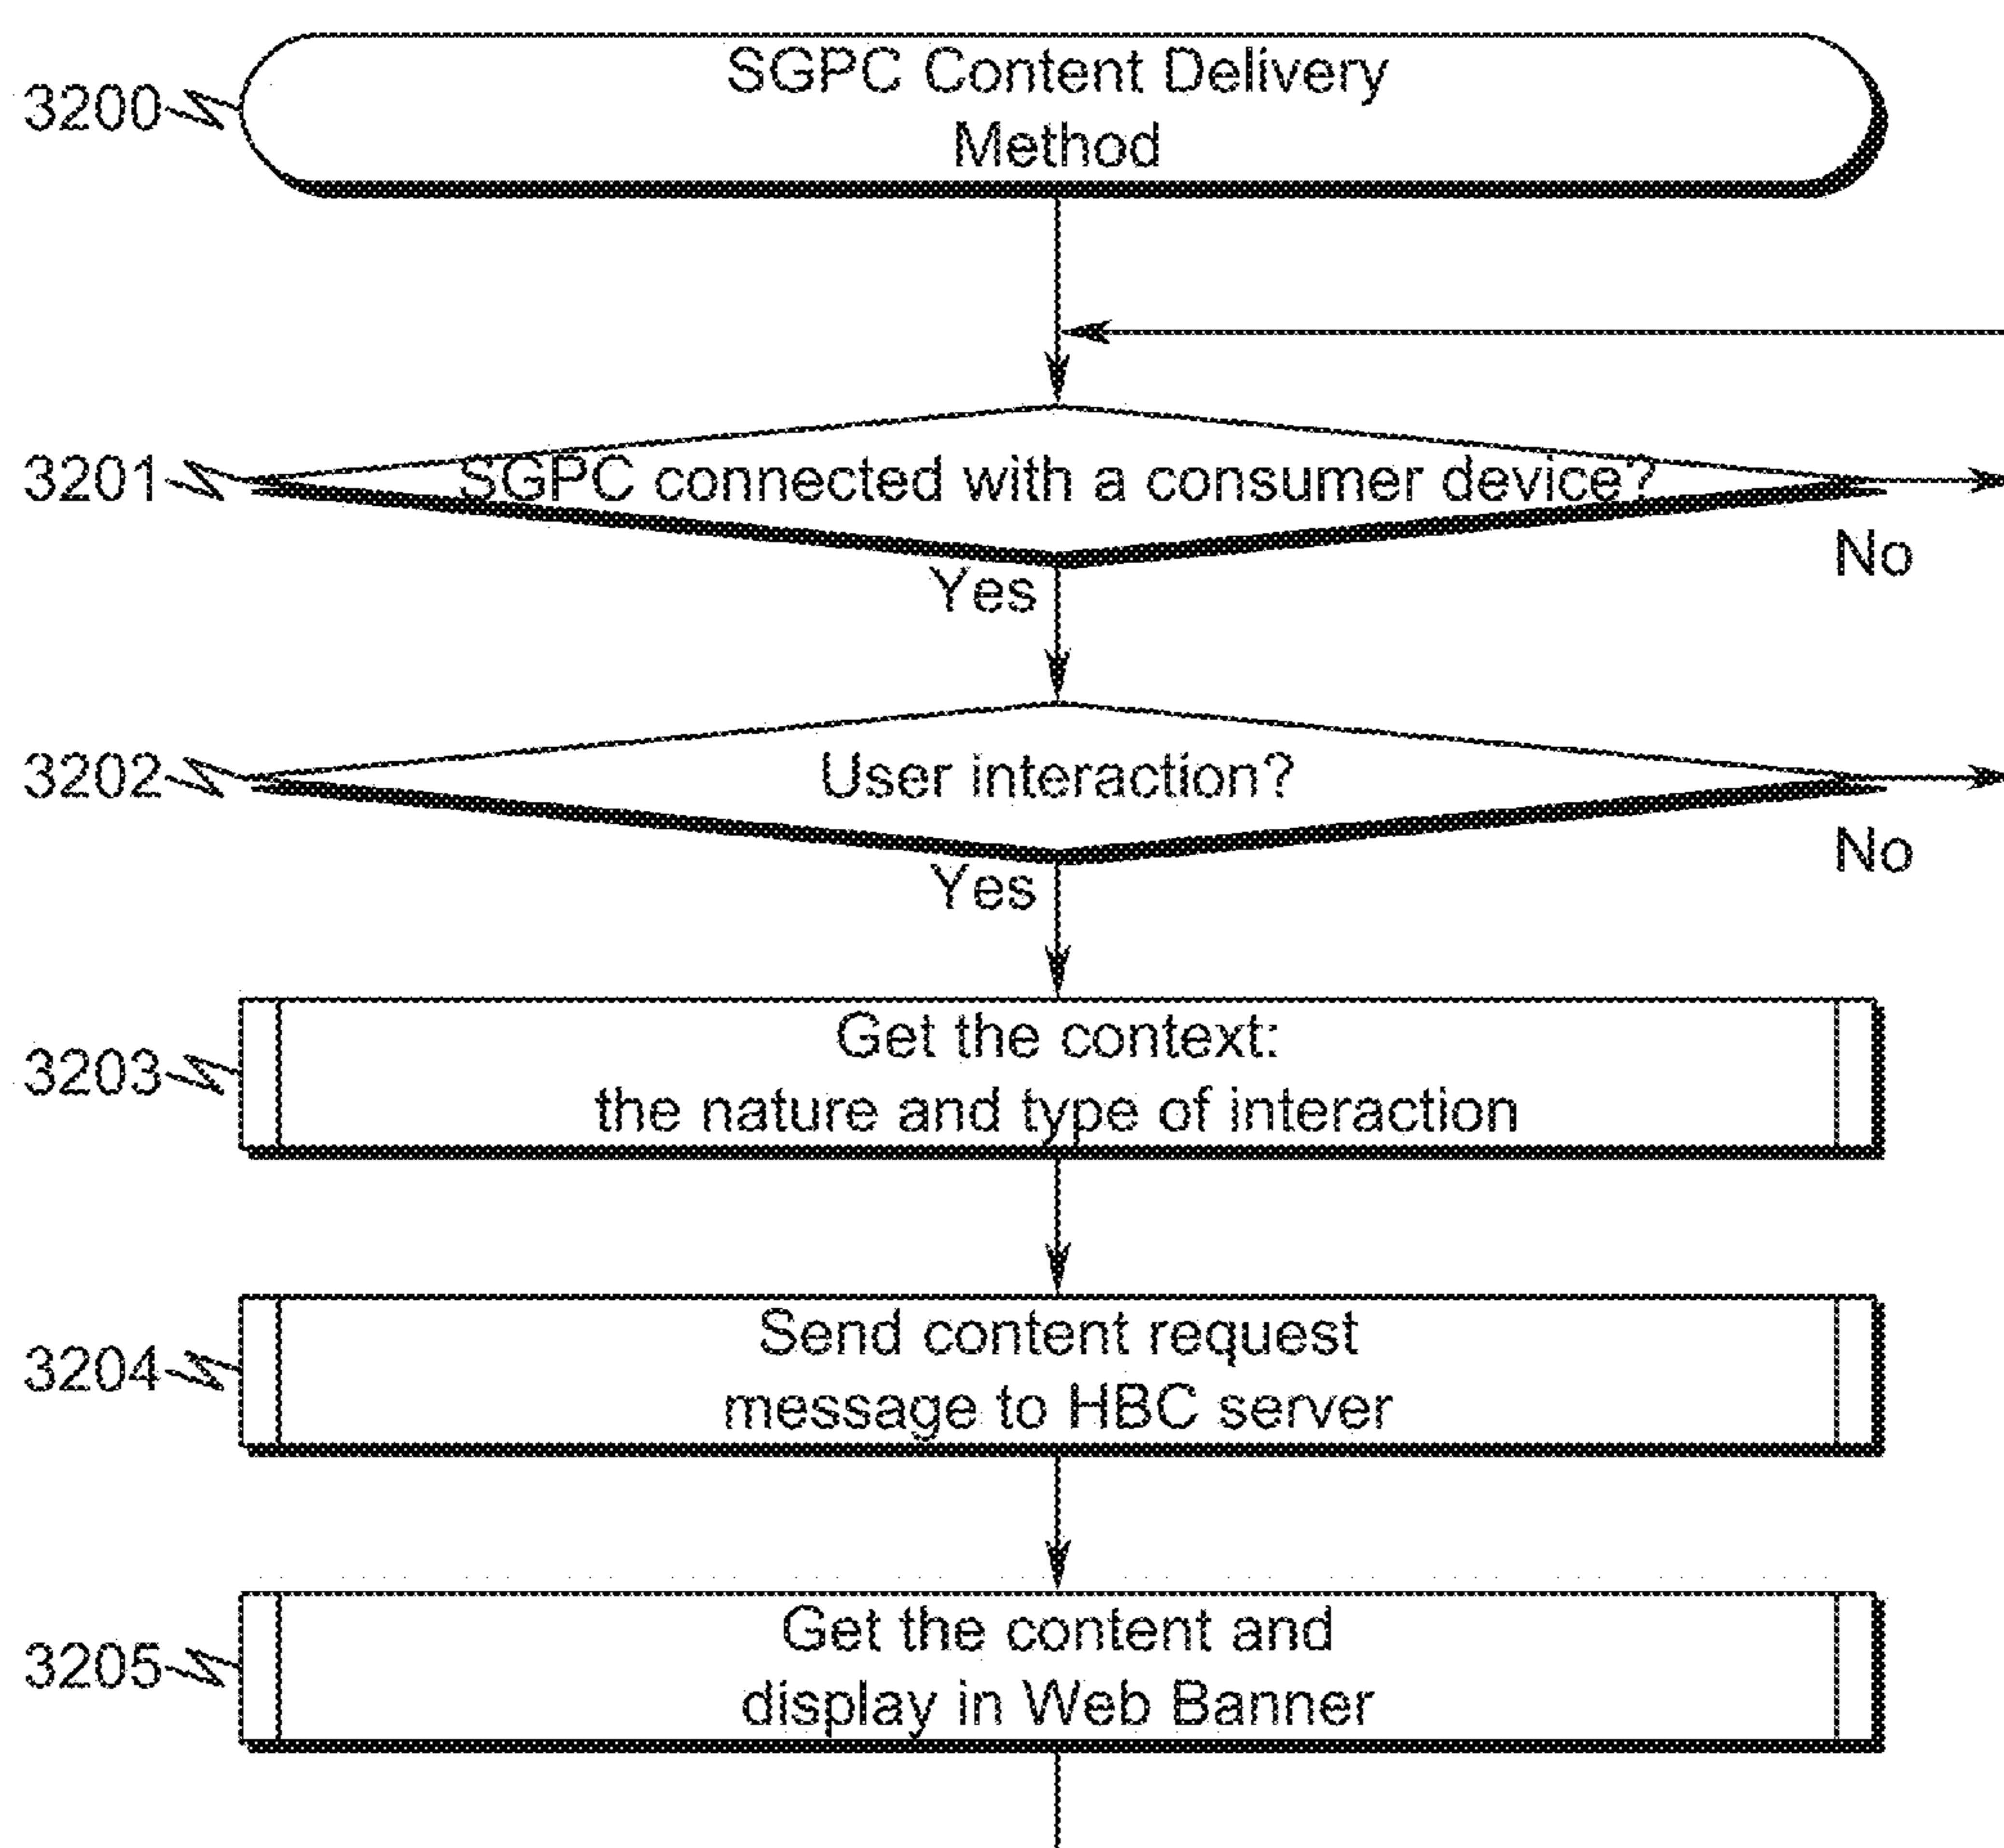 3200
SGPC Content Delivery
Method
3201
SGPC connected with a consumer device?
No
Yes
3202
User interaction?
No
Yes
3203
Get the context:
the nature and type of interaction
3204
Send content request
message to HBC server
3205
Get the content and
display in Web Banner